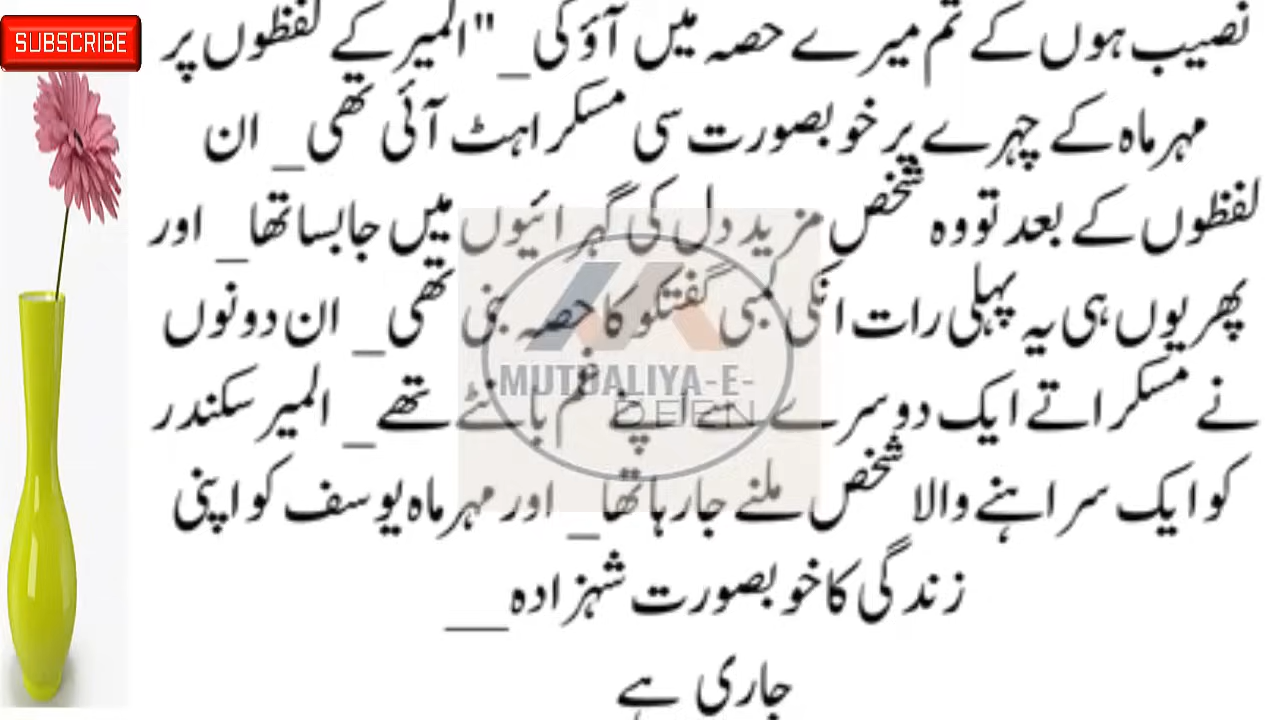 SUBSCRIBE
نصیب ہوں کے تم میرے حصہ میں آؤ کی_ "المیر کے لفظوں پر
مہرماہ کے چہرے پر خوبصورت سی مسکراہٹ آئی تھی_ ان
لفظوں کے بعد تو وہ شخص مزید دل کی گہرائیوں میں جا بسا تھا_ اور
پھر یوں ہی یہ پہلی رات انکی لمبی گفتگو کا حصہ بنی تھی_ ان دونوں
نے مسکراتے ایک دوسرے سے اپنے غم بانٹے تھے_ المیر سکندر
کو ایک سراہنے والا شخص ملنے جا رہا تھا_ اور مہرماہ یوسف کو اپنی
زندگی کا خوبصورت شہزادہ__
جاری ہے
MUTUALIYA-E-
DEEN